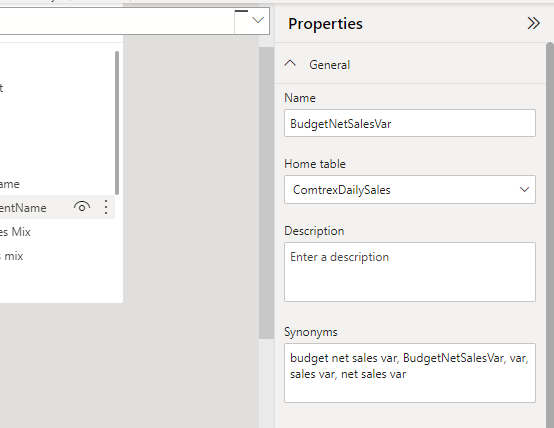 Properties
General
Name
BudgetNetSalesVar
Home table
ComtrexDailySales
Description
Enter a description
Synonyms
budget net sales var, BudgetNetSalesVar, var,
sales var, net sales var
t
ame
entName
es Mix
s mix